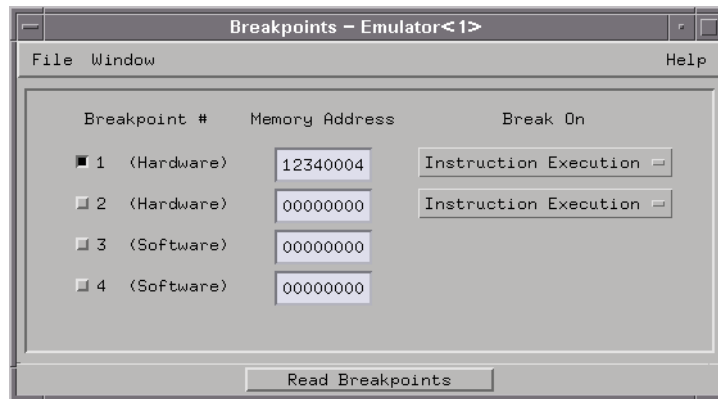 Breakpoints – Emulator<1>
File Window Help
Breakpoint # Memory Address Break On
1 (Hardware) 12340004 Instruction Execution
2 (Hardware) 00000000 Instruction Execution
3 (Software) 00000000
4 (Software) 00000000
Read Breakpoints